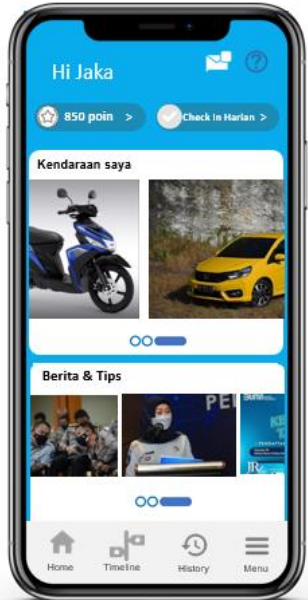 Hi Jaka
850 poin >
Check In Harian >
Kendaraan saya
Berita & Tips
Home
Timeline
History
Menu